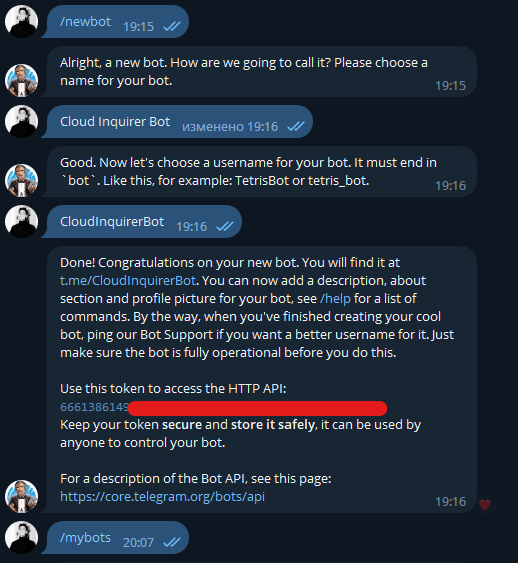 /newbot 19:15
Alright, a new bot. How are we going to call it? Please choose a
name for your bot.
19:15
Cloud Inquirer Bot изменено 19:16
Good. Now let's choose a username for your bot. It must end in
`bot`. Like this, for example: TetrisBot or tetris_bot.
19:16
CloudInquirerBot 19:16
Done! Congratulations on your new bot. You will find it at
t.me/CloudInquirerBot. You can now add a description, about
section and profile picture for your bot, see /help for a list of
commands. By the way, when you've finished creating your cool
bot, ping our Bot Support if you want a better username for it. Just
make sure the bot is fully operational before you do this.
Use this token to access the HTTP API:
6661386149
Keep your token secure and store it safely, it can be used by
anyone to control your bot.
For a description of the Bot API, see this page:
https://core.telegram.org/bots/api
19:16
/mybots 20:07